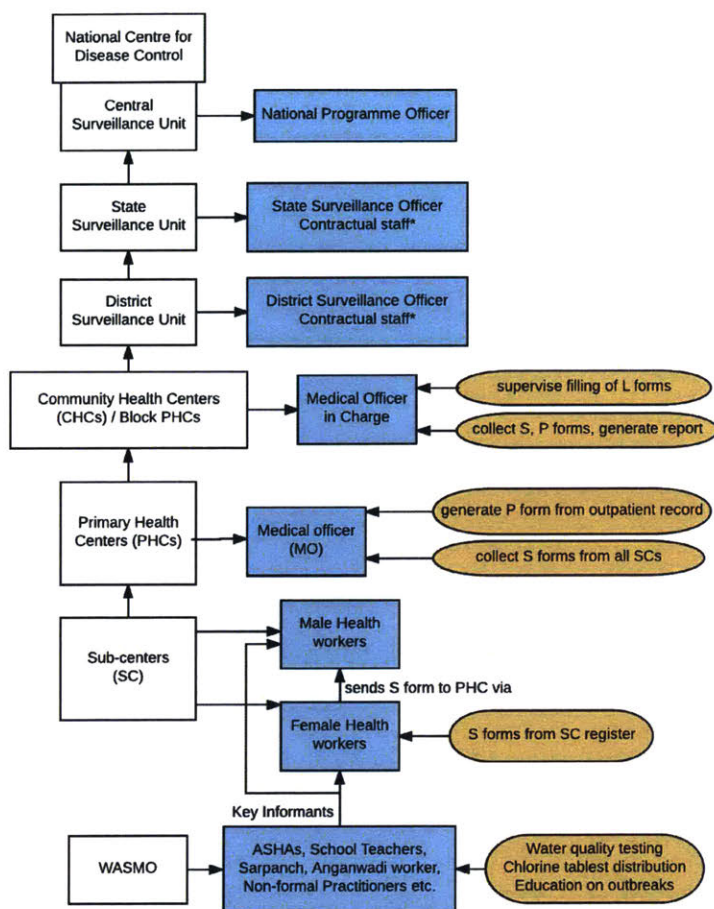 National Centre for
Disease Control
Central
Surveillance Unit
National Programme Officer
State
Surveillance Unit
State Surveillance Officer
Contractual staff*
District
Surveillance Unit
District Surveillance Officer
Contractual staff*
Community Health Centers
(CHCs) / Block PHCs
Medical Officer
in Charge
supervise filling of L forms
collect S, P forms, generate report
Primary Health
Centers (PHCs)
Medical officer
(MO)
generate P form from outpatient record
collect S forms from all SCs
Sub-centers
(SC)
Male Health
workers
sends S form to PHC via
Female Health
workers
S forms from SC register
Key Informants
WASMO
ASHAs, School Teachers,
Sarpanch, Anganwadi worker,
Non-formal Practitioners etc.
Water quality testing
Chlorine tablest distribution
Education on outbreaks